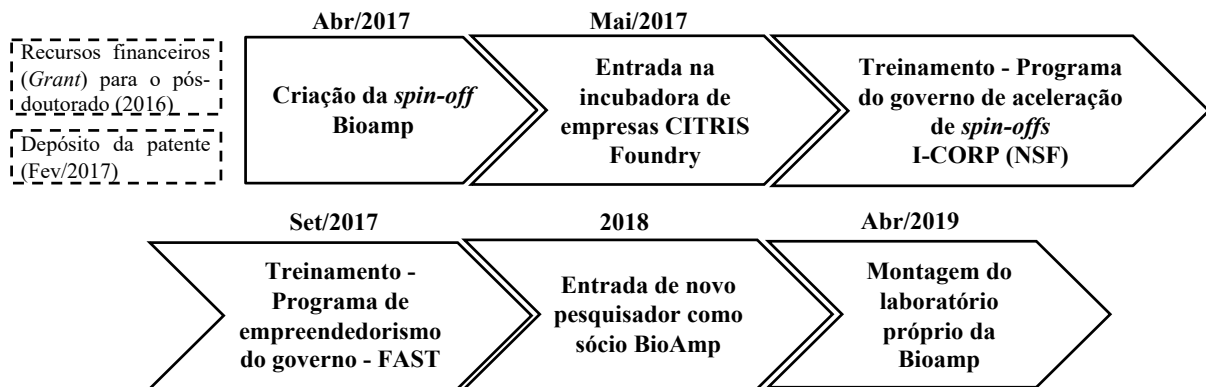 Abr/2017
Mai/2017
Recursos financeiros
(Grant) para o pós-
doutorado (2016)
Depósito da patente
(Fev/2017)
Criação da spin-off
Bioamp
Entrada na
incubadora de
empresas CITRIS
Foundry
Treinamento - Programa
do governo de aceleração
de spin-offs
I-CORP (NSF)
Set/2017
2018
Abr/2019
Treinamento -
Programa de
empreendedorismo
do governo - FAST
Entrada de novo
pesquisador como
sócio BioAmp
Montagem do
laboratório
próprio da
Bioamp